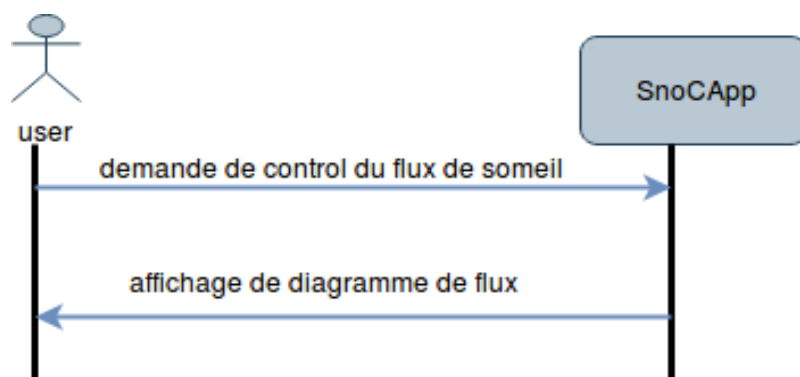 SnoCApp
user
demande de control du flux de someil
affichage de diagramme de flux